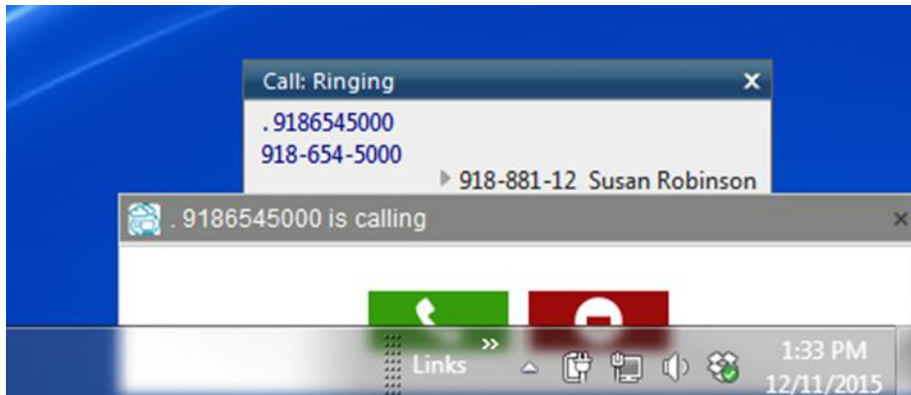 Call: Ringing
. 9186545000
918-654-5000
918-881-12 Susan Robinson
. 9186545000 is calling
Links
1:33 PM
12/11/2015